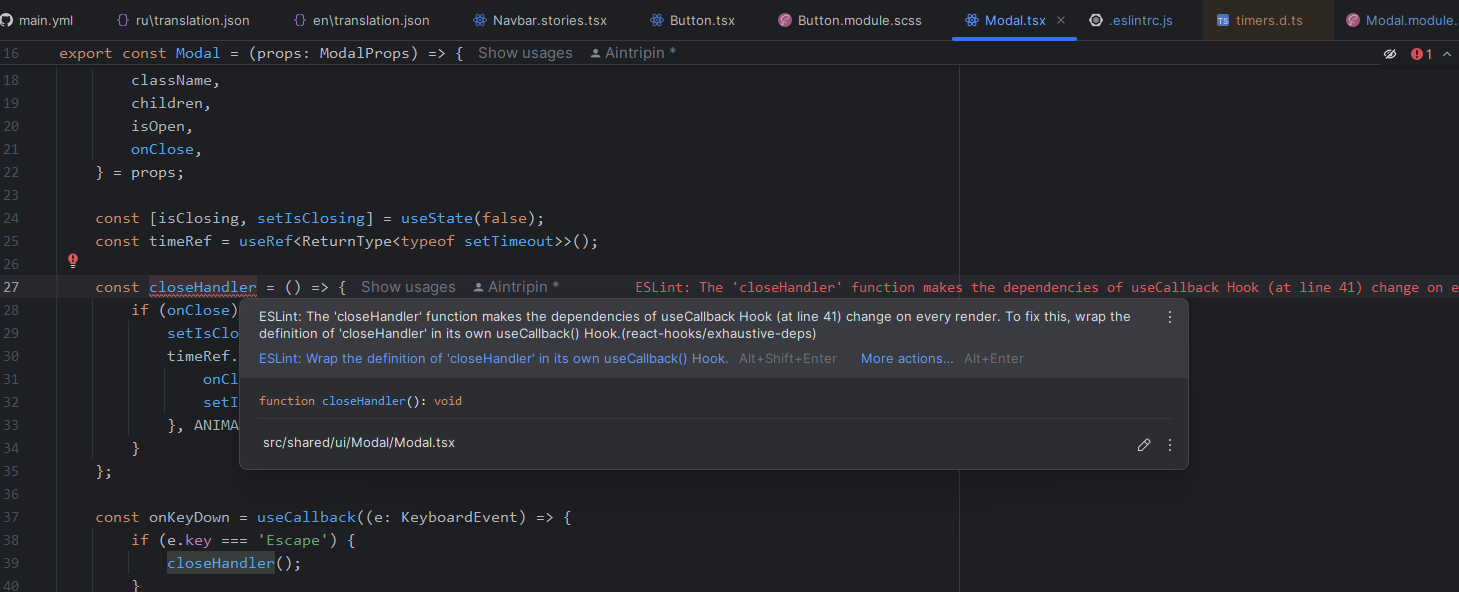 main.yml {} ru\translation.json {} en\translation.json Navbar.stories.tsx Button.tsx Button.module.scss Modal.tsx × .eslintrc.js TS timers.d.ts Modal.module.
16 export const Modal = (props: ModalProps) => { Show usages Aintripin *
1
18 className,
19 children,
20 isOpen,
21 onClose,
22 } = props;
23
24 const [isClosing, setIsClosing] = useState(false);
25 const timeRef = useRef<ReturnType<typeof setTimeout>>();
26
27 const closeHandler = () => { Show usages Aintripin * ESLint: The 'closeHandler' function makes the dependencies of useCallback Hook (at line 41) change on e
28 if (onClose)
29 setIsClo
30 timeRef.
31 onCl
32 setI
33 }, ANIMA
34 }
35 };
36
37 const onKeyDown = useCallback((e: KeyboardEvent) => {
38 if (e.key === 'Escape') {
39 closeHandler();
40 }
ESLint: The 'closeHandler' function makes the dependencies of useCallback Hook (at line 41) change on every render. To fix this, wrap the
definition of 'closeHandler' in its own useCallback() Hook.(react-hooks/exhaustive-deps)
ESLint: Wrap the definition of 'closeHandler' in its own useCallback() Hook. Alt+Shift+Enter More actions... Alt+Enter
function closeHandler(): void
src/shared/ui/Modal/Modal.tsx